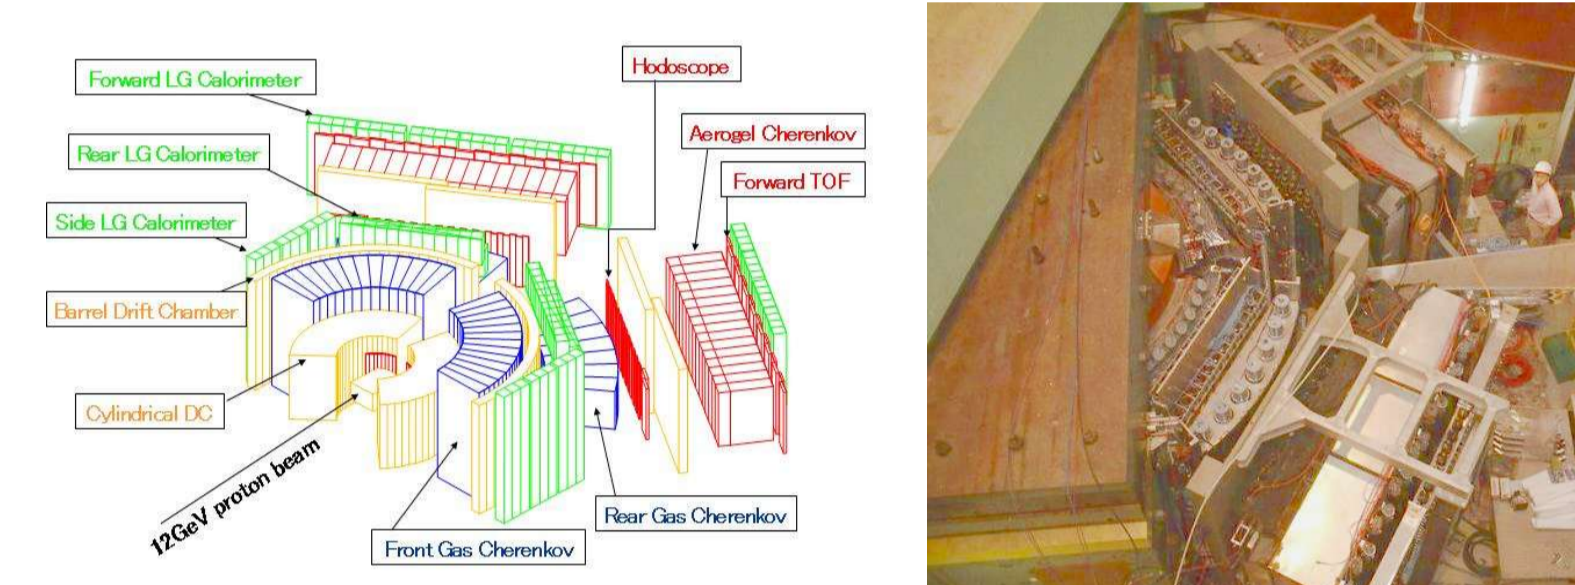 Forward LG Calorimeter
Hodoscope
Rear LG Calorimeter
Aerogel Cherenkov
Forward TOF
Side LG Calorimeter
Barrel Drift Chamber
Cylindrical DC
12GeV proton beam
Rear Gas Cherenkov
Front Gas Cherenkov